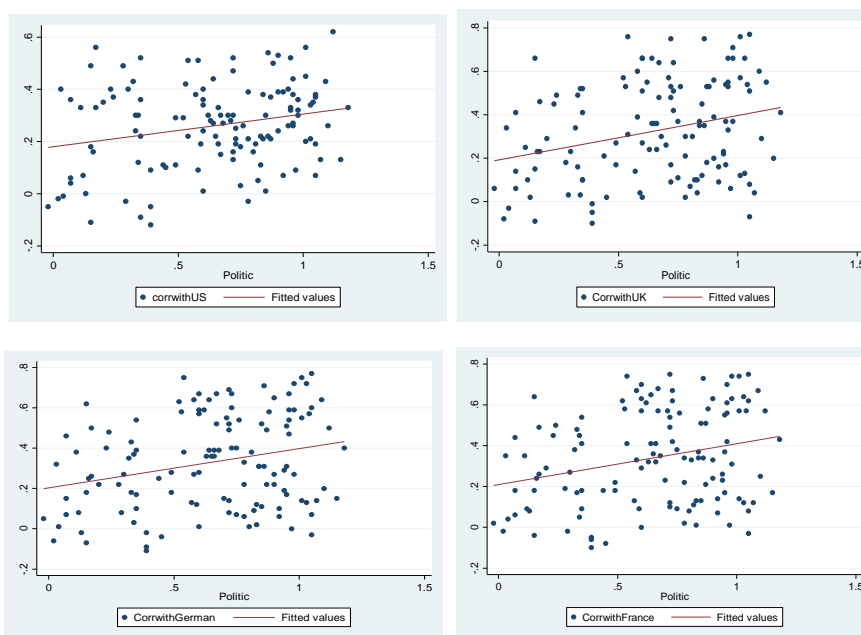 .6
.4
.2
0
-.2
0 .5 1 1.5
Politic
corrwithUS Fitted values
.8
.6
.4
.2
0
-.2
0 .5 1 1.5
Politic
CorrwithUK Fitted values
.8
.6
.4
.2
0
-.2
0 .5 1 1.5
Politic
CorrwithGerman Fitted values
.8
.6
.4
.2
0
-.2
0 .5 1 1.5
Politic
CorrwithFrance Fitted values